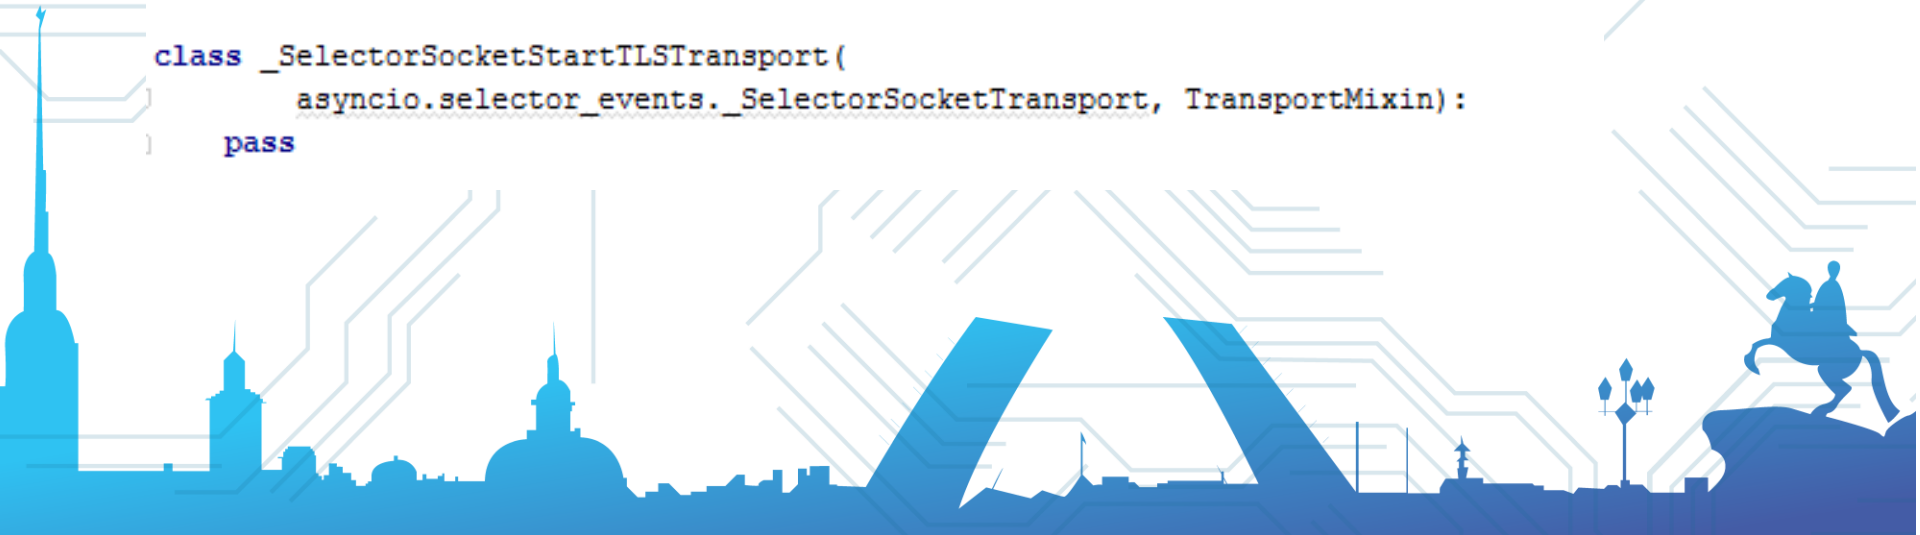 class _SelectorSocketStartTLSTransport(
asyncio.selector_events._SelectorSocketTransport, TransportMixin):
pass